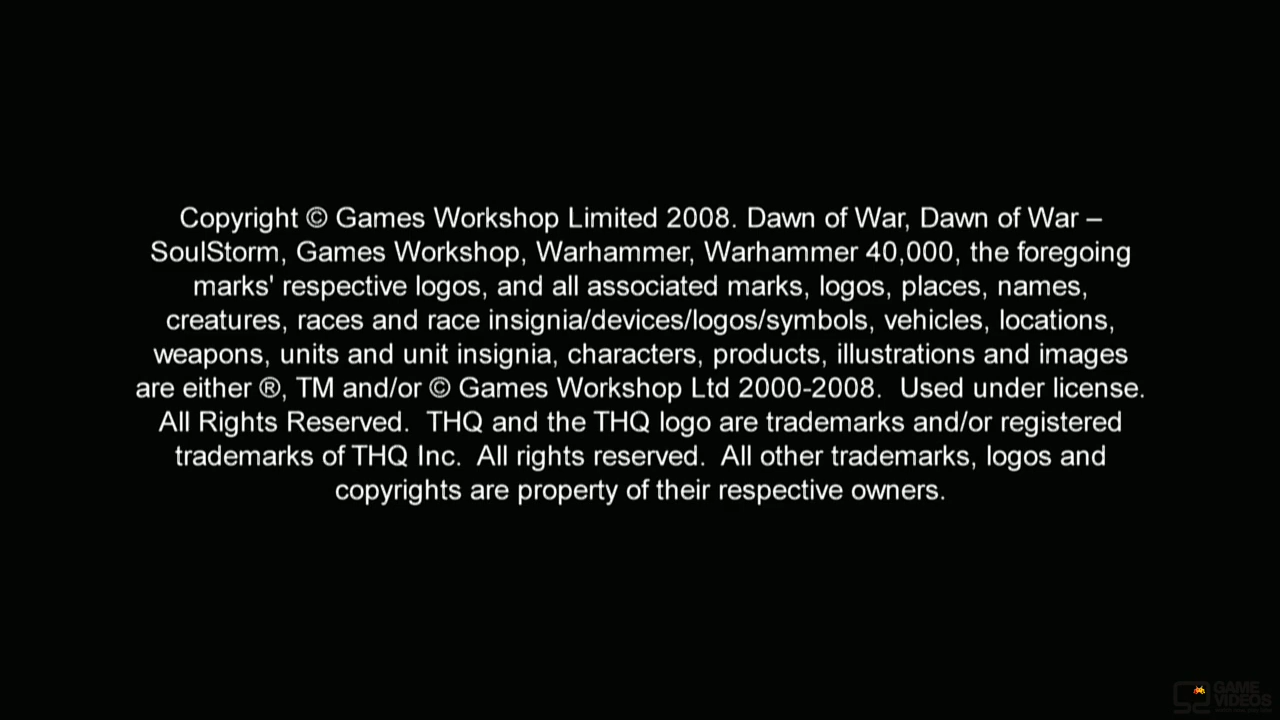 Copyright © Games Workshop Limited 2008. Dawn of War, Dawn of War –
SoulStorm, Games Workshop, Warhammer, Warhammer 40,000, the foregoing
marks' respective logos, and all associated marks, logos, places, names,
creatures, races and race insignia/devices/logos/symbols, vehicles, locations,
weapons, units and unit insignia, characters, products, illustrations and images
are either ®, TM and/or © Games Workshop Ltd 2000-2008.  Used under license.
All Rights Reserved.  THQ and the THQ logo are trademarks and/or registered
trademarks of THQ Inc.  All rights reserved.  All other trademarks, logos and
copyrights are property of their respective owners.
GAME
VIDEOS